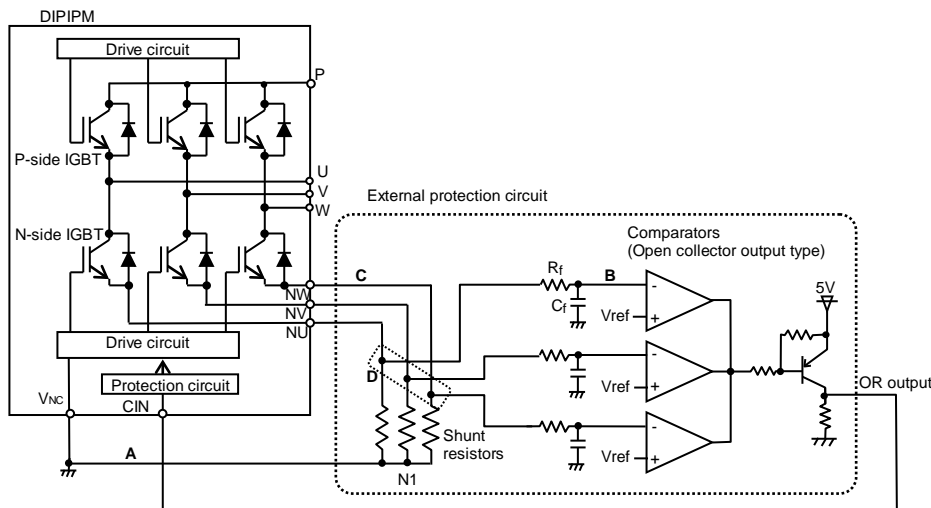 DIPIPM
Drive circuit
P
P-side IGBT
U
V
W
External protection circuit
N-side IGBT
Comparators
(Open collector output type)
C
Rf
B
Cf
5V
NW
NV
NU
Vref
-
+
Drive circuit
Protection circuit
D
Vref
-
+
OR output
VNC
CIN
Shunt
resistors
Vref
-
+
A
N1